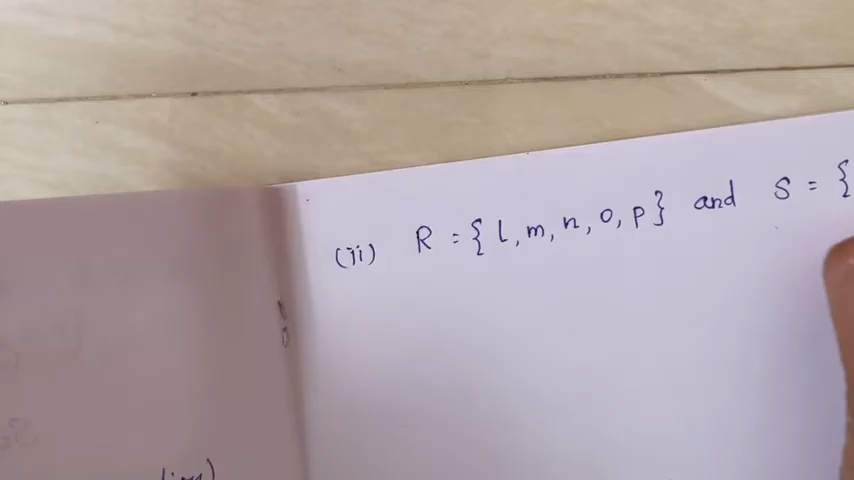 (ii) R = { l, m, n, o, p } and S = {